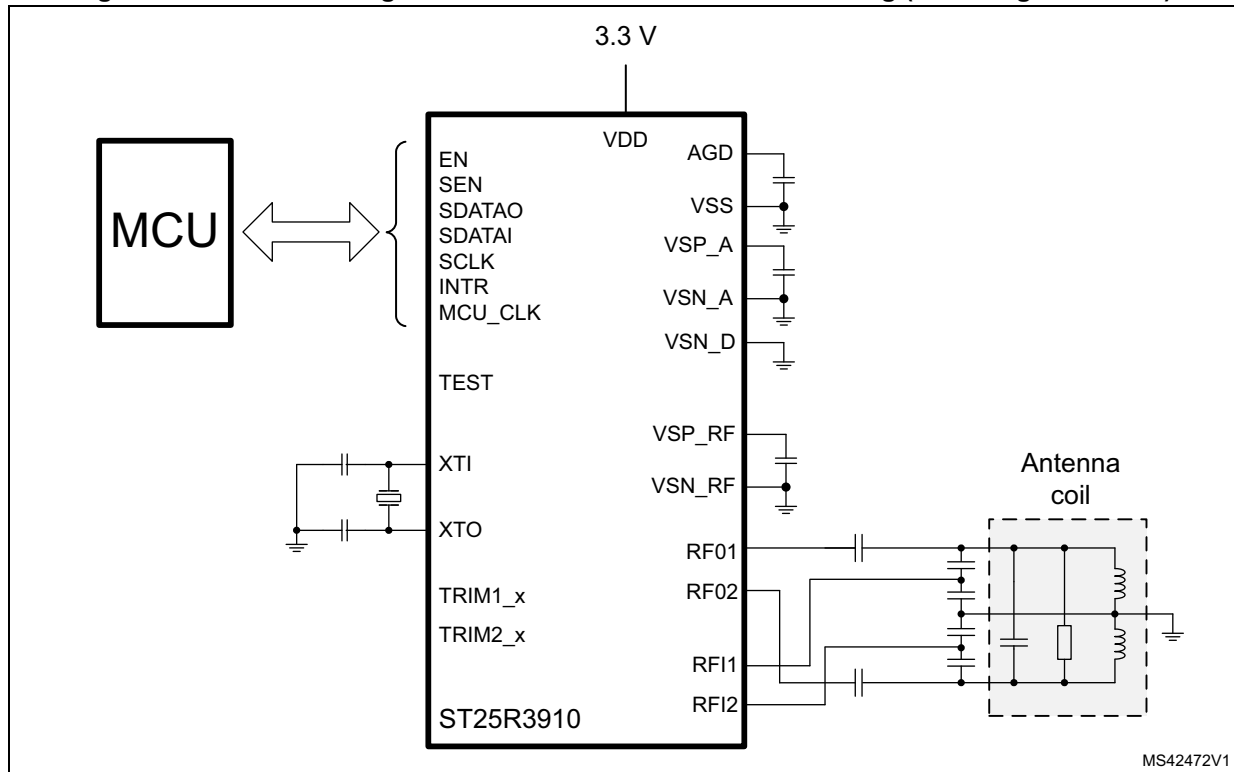 3.3 V
MCU
EN
SEN
SDATAO
SDATAI
SCLK
INTR
MCU_CLK
TEST
XTI
XTO
TRIM1_x
TRIM2_x
ST25R3910
VDD
AGD
VSS
VSP_A
VSN_A
VSN_D
VSP_RF
VSN_RF
RF01
RF02
RFI1
RFI2
Antenna
coil
MS42472V1